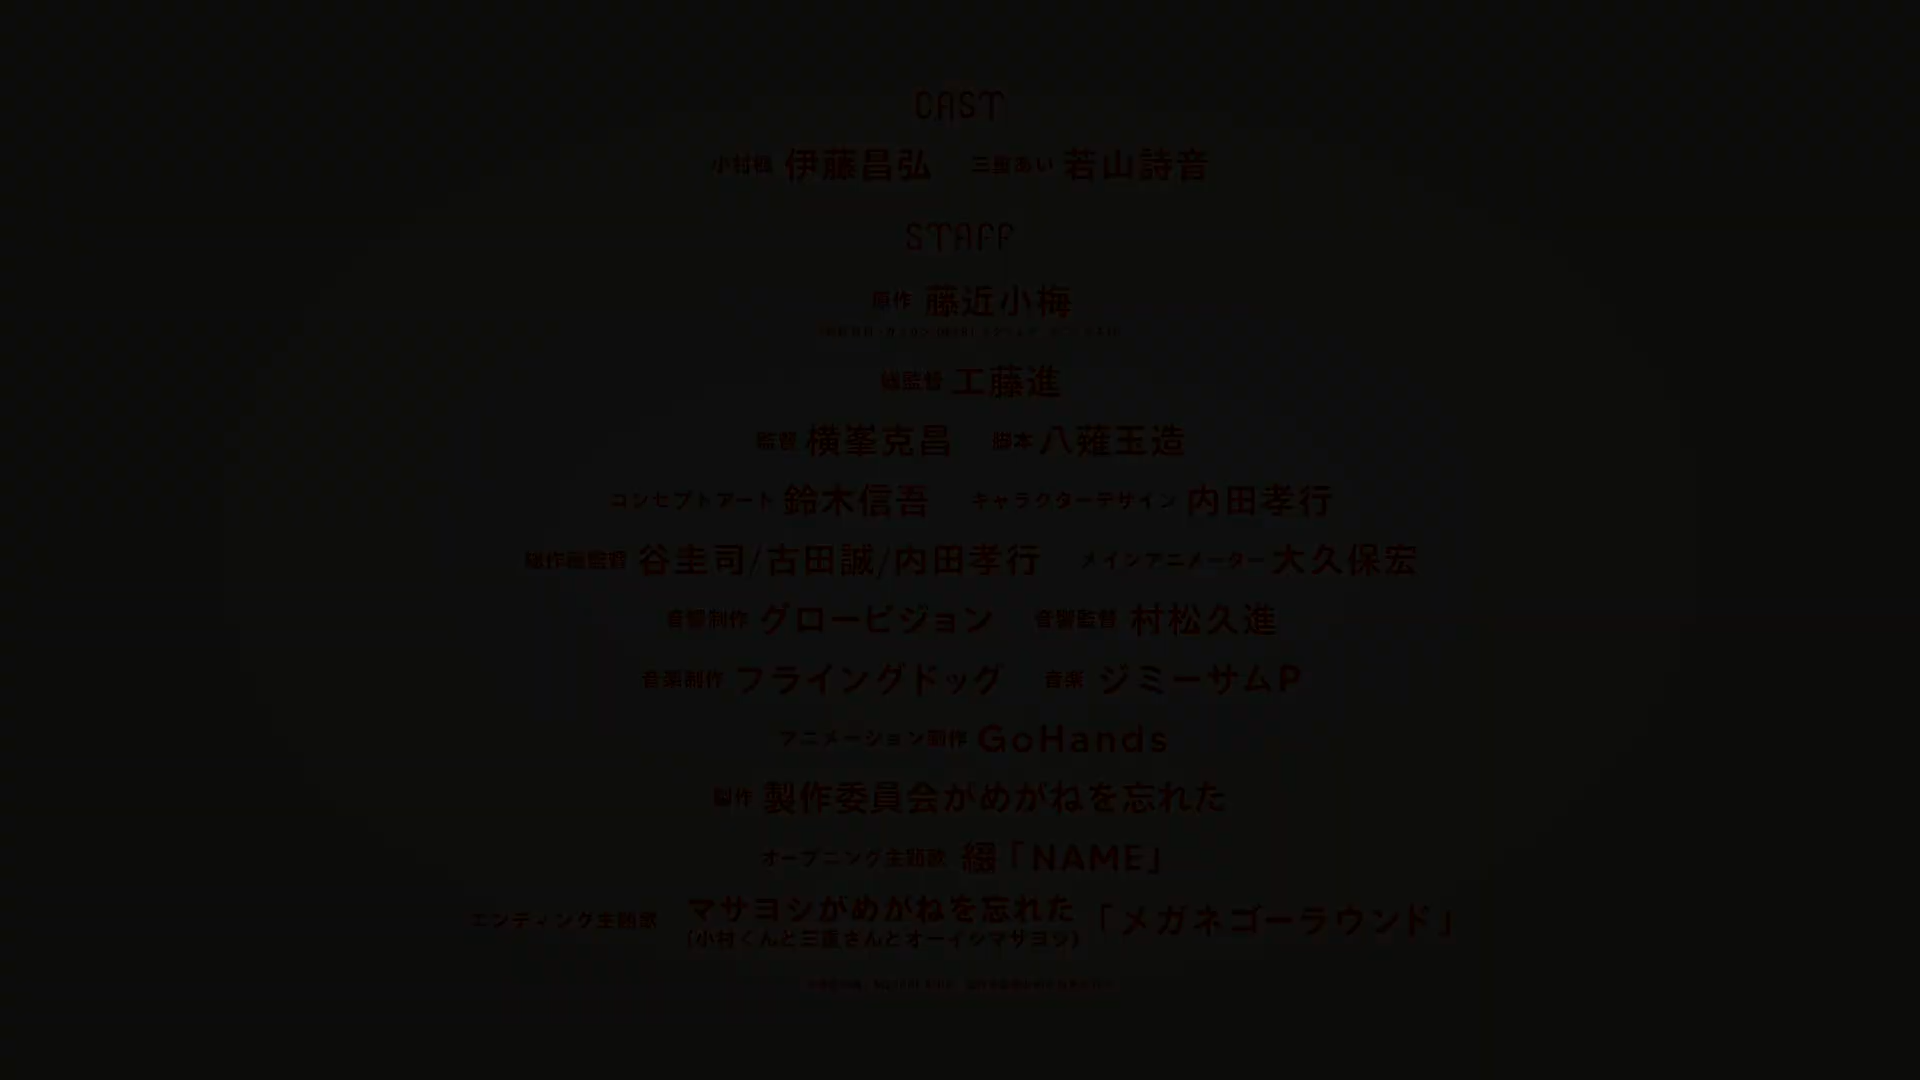 CAST
小村楓 伊藤昌弘 三重あい 若山詩音
STAFF
原作 藤近小梅
総監督 工藤進
監督 横峯克昌 脚本 八薙玉造
コンセプトアート 鈴木信吾 キャラクターデザイン 内田孝行
総作画監督 谷圭司/古田誠/内田孝行 メインアニメーター 大久保宏
音響制作 グロービジョン 音響監督 村松久進
音楽制作 フライングドッグ 音楽 ジミーサムP
アニメーション制作 GoHands
製作 製作委員会がめがねを忘れた
オープニング主題歌 綴「NAME」
エンディング主題歌 マサヨシがめがねを忘れた「メガネゴーラウンド」
(小村くんと三重さんとオーイシマサヨシ)